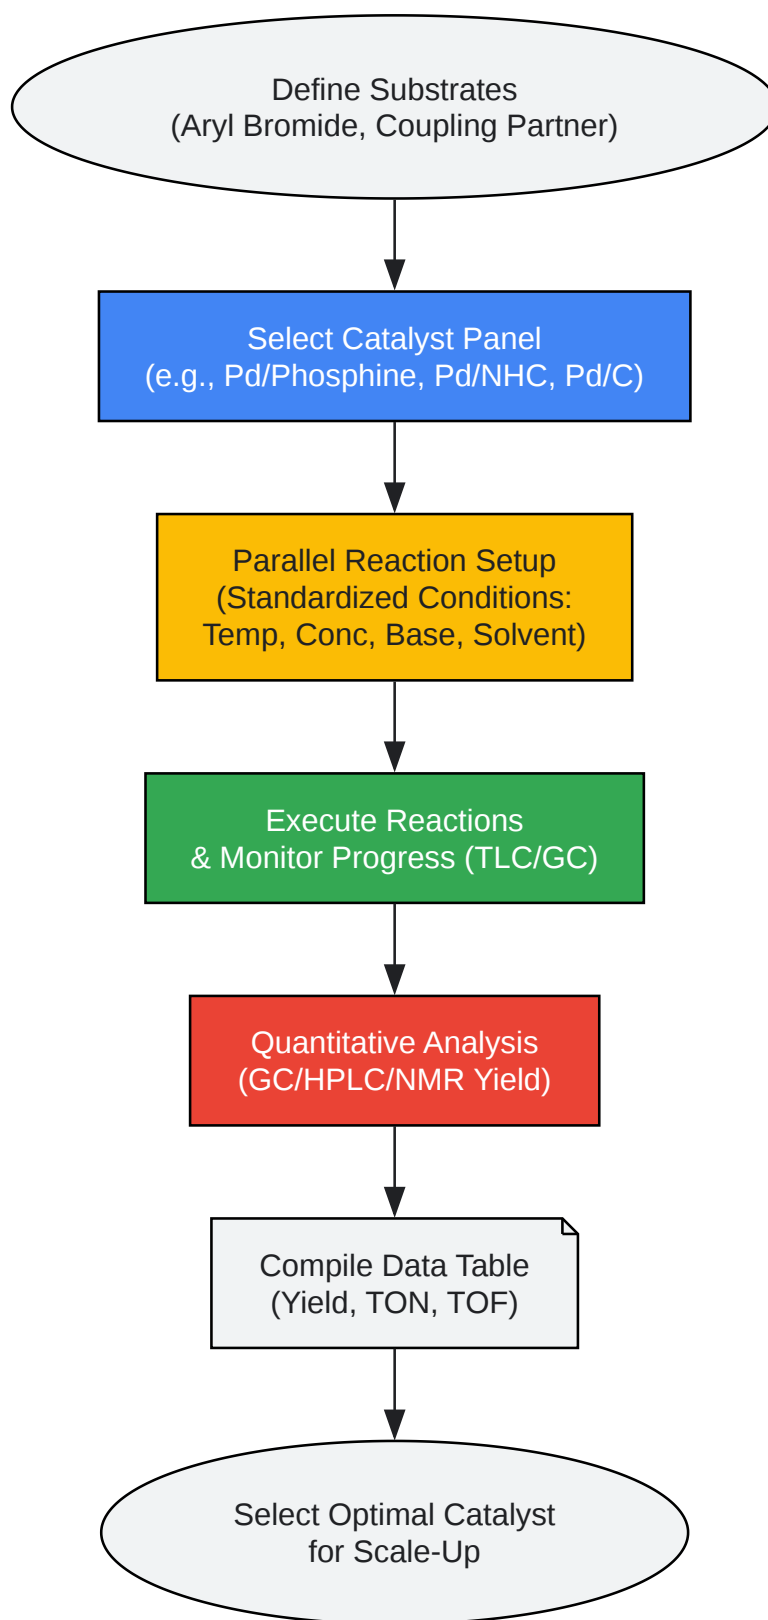 Define Substrates
(Aryl Bromide, Coupling Partner)
Select Catalyst Panel
(e.g., Pd/Phosphine, Pd/NHC, Pd/C)
Parallel Reaction Setup
(Standardized Conditions:
Temp, Conc, Base, Solvent)
Execute Reactions
& Monitor Progress (TLC/GC)
Quantitative Analysis
(GC/HPLC/NMR Yield)
Compile Data Table
(Yield, TON, TOF)
Select Optimal Catalyst
for Scale-Up